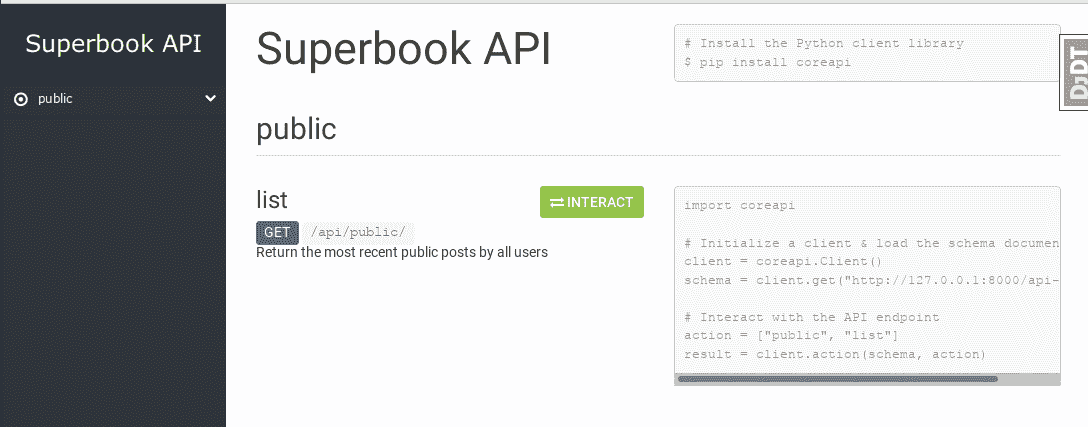 Superbook API
public
Superbook API
# Install the Python client library
$ pip install coreapi
DjDT
public
list
INTERACT
GET /api/public/
Return the most recent public posts by all users
import coreapi
# Initialize a client & load the schema documen
client = coreapi.Client()
schema = client.get("http://127.0.0.1:8000/api-
# Interact with the API endpoint
action = ["public", "list"]
result = client.action(schema, action)